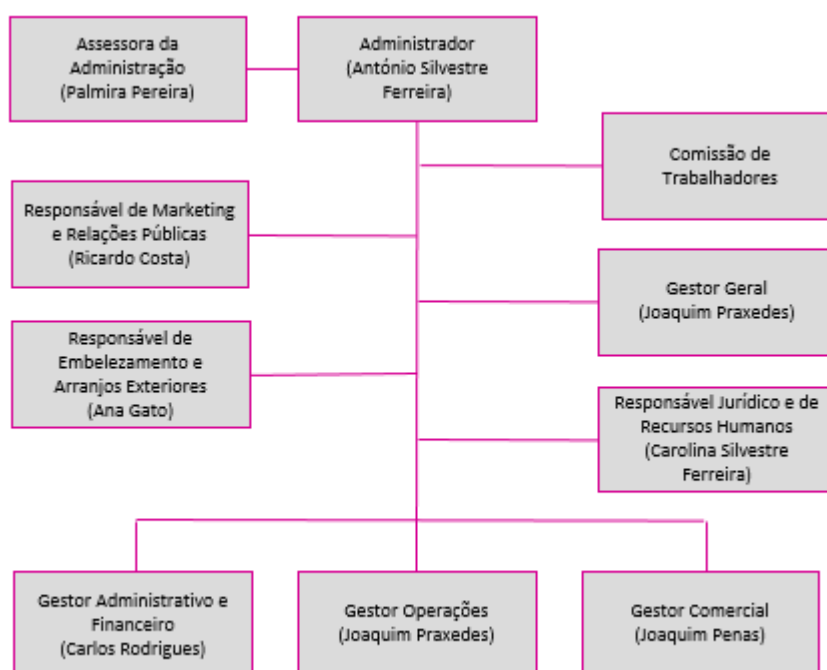 Assessora da
Administração
(Palmira Pereira)
Administrador
(António Silvestre
Ferreira)
Comissão de
Trabalhadores
Responsável de Marketing
e Relações Públicas
(Ricardo Costa)
Gestor Geral
(Joaquim Praxedes)
Responsável de
Embelezamento e
Arranjos Exteriores
(Ana Gato)
Responsável Jurídico e de
Recursos Humanos
(Carolina Silvestre
Ferreira)
Gestor Administrativo e
Financeiro
(Carlos Rodrigues)
Gestor Operações
(Joaquim Praxedes)
Gestor Comercial
(Joaquim Penas)